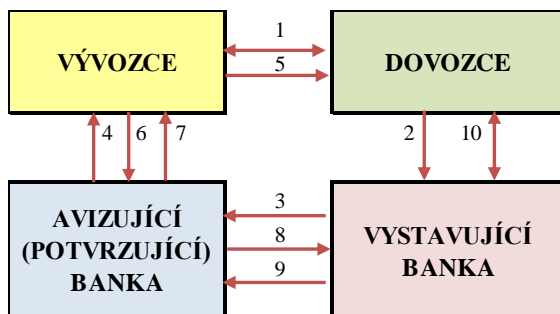 1
VÝVOZCE
5
DOVOZCE
4
6
7
2
10
AVIZUJÍCÍ
(POTVRZUJÍCÍ)
BANKA
3
8
9
VYSTAVUJÍCÍ
BANKA